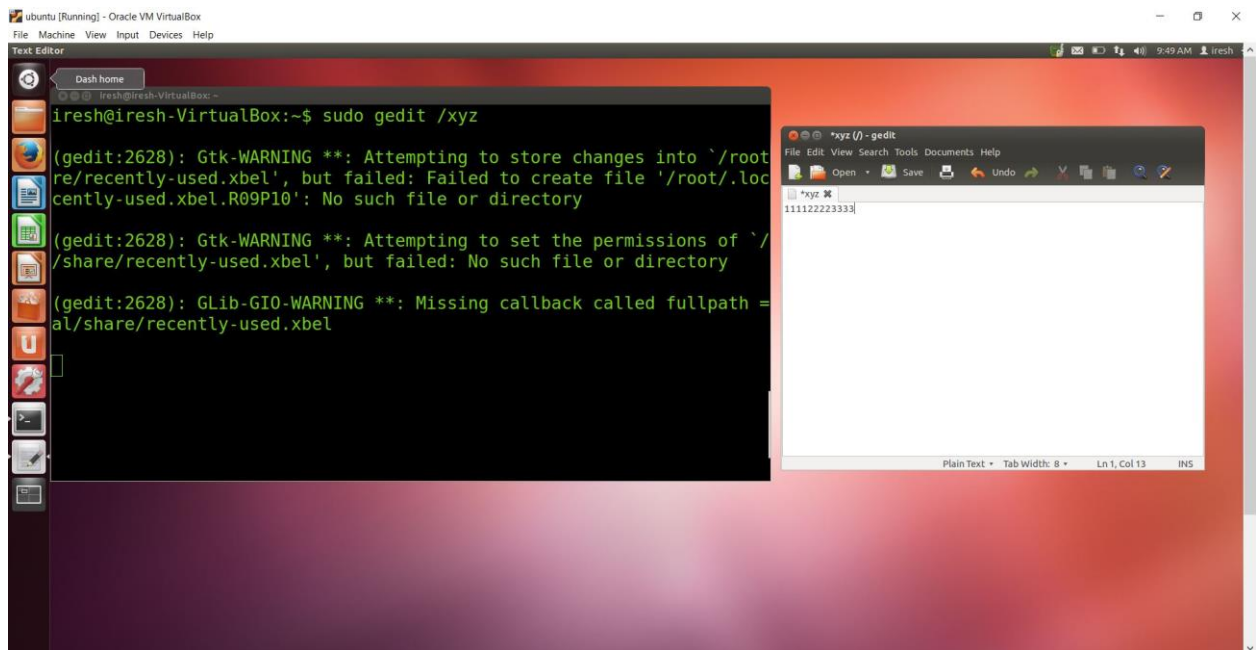 ubuntu [Running] - Oracle VM VirtualBox
File Machine View Input Devices Help
Text Editor
9:49 AM iresh
Dash home
iresh@iresh-VirtualBox: ~
iresh@iresh-VirtualBox:~$ sudo gedit /xyz
(gedit:2628): Gtk-WARNING **: Attempting to store changes into `/root
re/recently-used.xbel', but failed: Failed to create file '/root/.loc
cently-used.xbel.R09P10': No such file or directory
(gedit:2628): Gtk-WARNING **: Attempting to set the permissions of `/
/share/recently-used.xbel', but failed: No such file or directory
(gedit:2628): GLib-GIO-WARNING **: Missing callback called fullpath =
al/share/recently-used.xbel
*xyz (/) - gedit
File Edit View Search Tools Documents Help
Open Save Undo
*xyz
111122223333
Plain Text Tab Width: 8 Ln 1, Col 13 INS